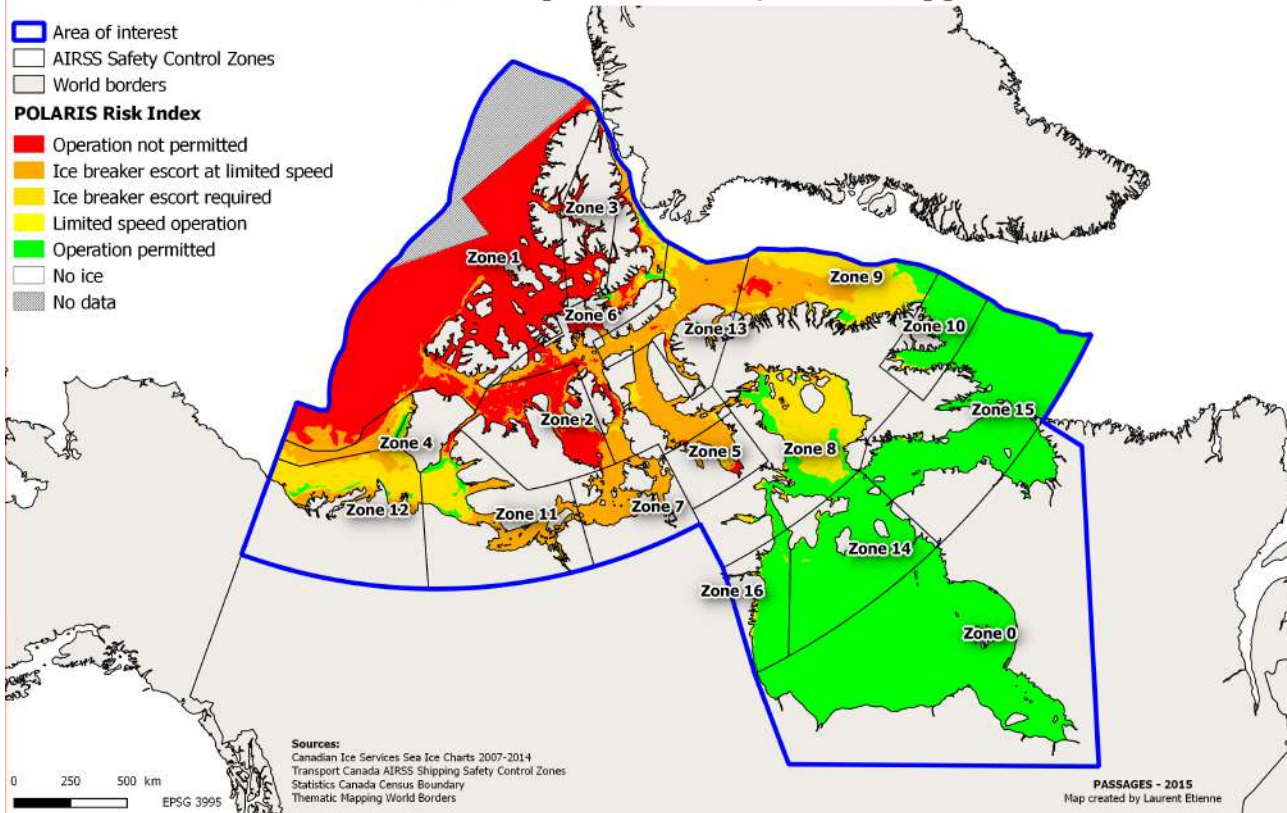 Area of interest
AIRSS Safety Control Zones
World borders
POLARIS Risk Index
Operation not permitted
Ice breaker escort at limited speed
Ice breaker escort required
Limited speed operation
Operation permitted
No ice
No data
Zone 3
Zone 1
Zone 9
Zone 6
Zone 13
Zone 10
Zone 15
Zone 2
Zone 4
Zone 5
Zone 8
Zone 12
Zone 11
Zone 7
Zone 14
Zone 16
Zone 0
Sources:
Canadian Ice Services Sea Ice Charts 2007-2014
Transport Canada AIRSS Shipping Safety Control Zones
Statistics Canada Census Boundary
Thematic Mapping World Borders
0 250 500 km
EPSG 3995
PASSAGES - 2015
Map created by Laurent Etienne